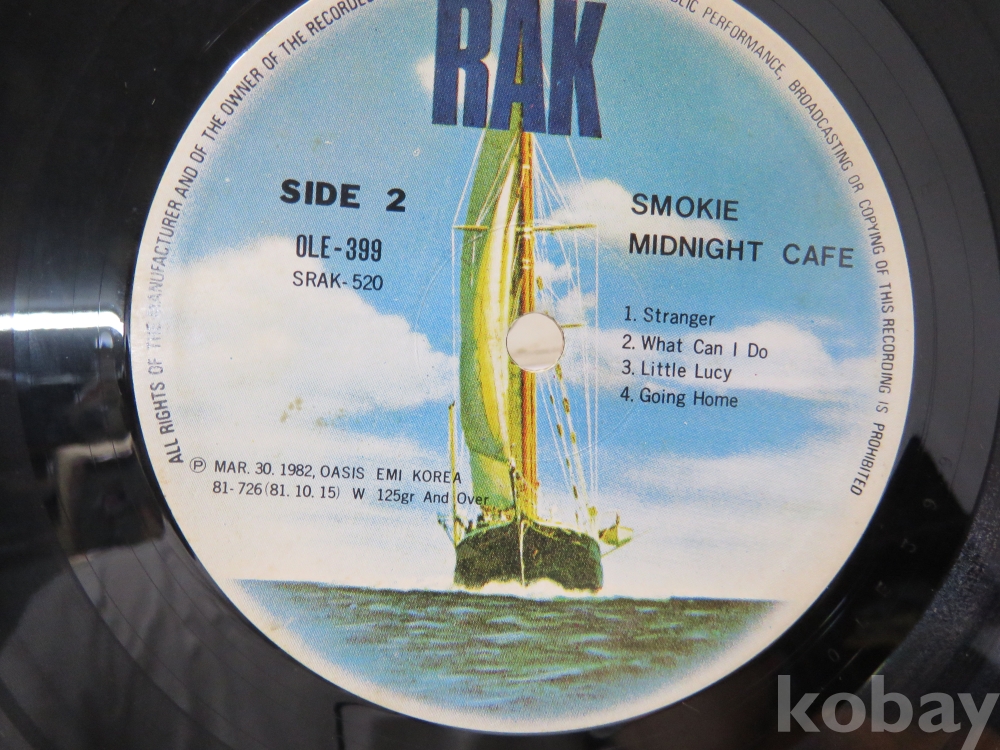 RAK
SIDE 2
OLE-399
SRAK-520
SMOKIE
MIDNIGHT CAFE
1. Stranger
2. What Can I Do
3. Little Lucy
4. Going Home
Ⓟ MAR. 30. 1982, OASIS EMI KOREA
81-726(81. 10. 15) W 125gr And Over
ALL RIGHTS OF THE MANUFACTURER AND OF THE OWNER OF THE RECORDED
PERFORMANCE, BROADCASTING OR COPYING OF THIS RECORDING IS PROHIBITED
kobay